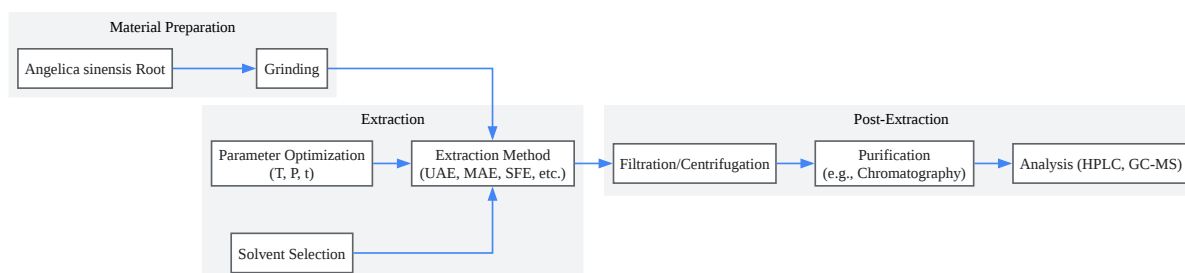 Material Preparation
Angelica sinensis Root
Grinding
Extraction
Parameter Optimization
(T, P, t)
Extraction Method
(UAE, MAE, SFE, etc.)
Solvent Selection
Post-Extraction
Filtration/Centrifugation
Purification
(e.g., Chromatography)
Analysis (HPLC, GC-MS)